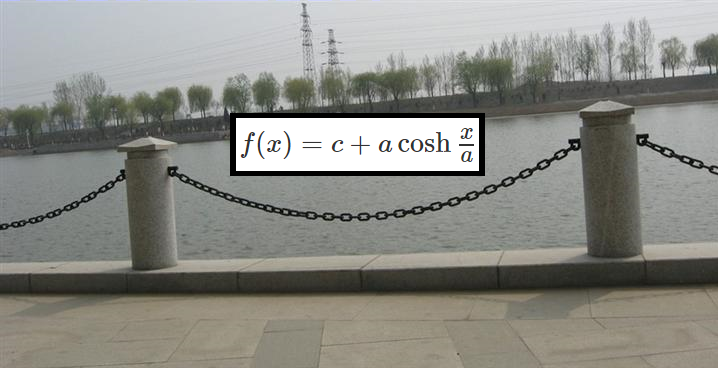 f(x) = c + a cosh x/a